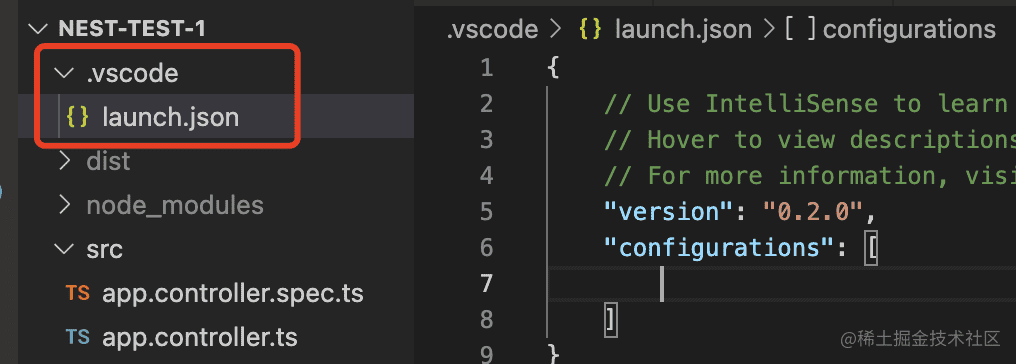 NEST-TEST-1
.vscode
{} launch.json
dist
node_modules
src
TS app.controller.spec.ts
TS app.controller.ts
.vscode > {} launch.json > [ ] configurations
1 {
2 // Use IntelliSense to learn
3 // Hover to view descriptions
4 // For more information, visi
5 "version": "0.2.0",
6 "configurations": [
7
8 ]
9 }
@稀土掘金技术社区